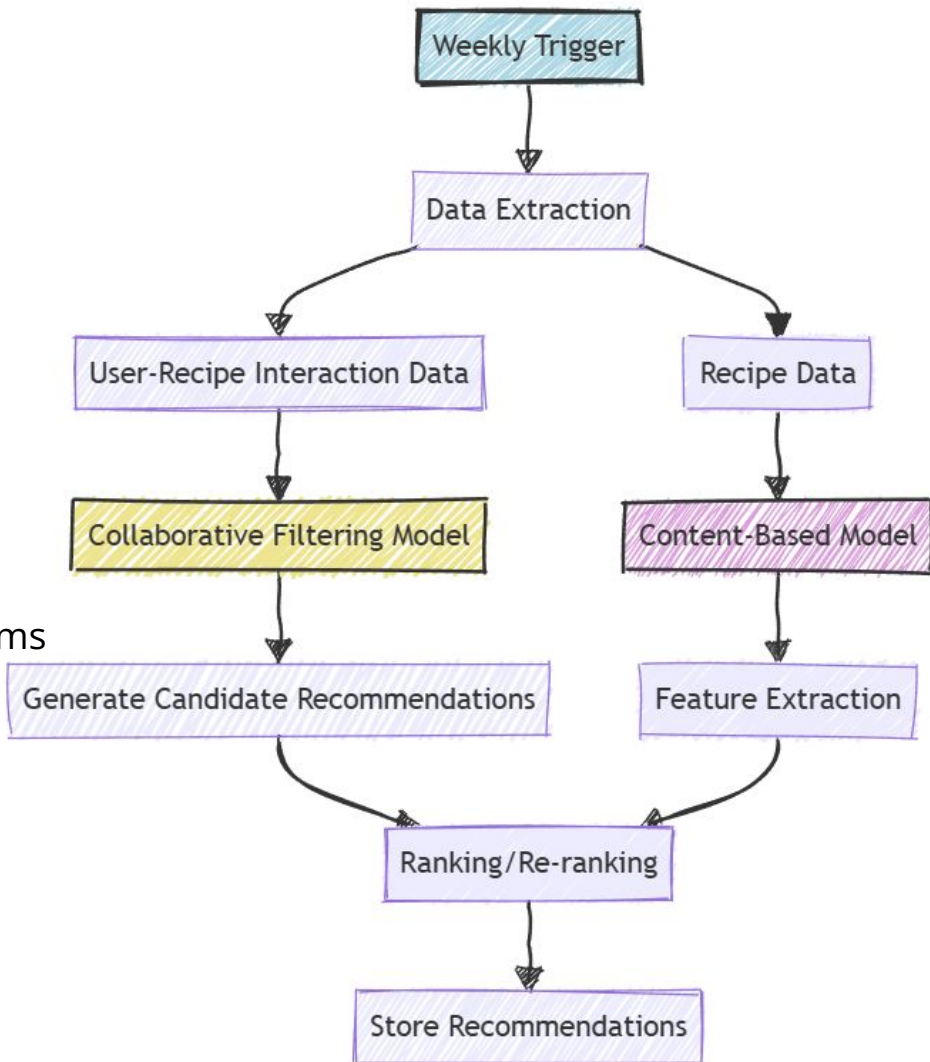 Weekly Trigger
Data Extraction
User-Recipe Interaction Data
Recipe Data
Collaborative Filtering Model
Content-Based Model
ms
Generate Candidate Recommendations
Feature Extraction
Ranking/Re-ranking
Store Recommendations